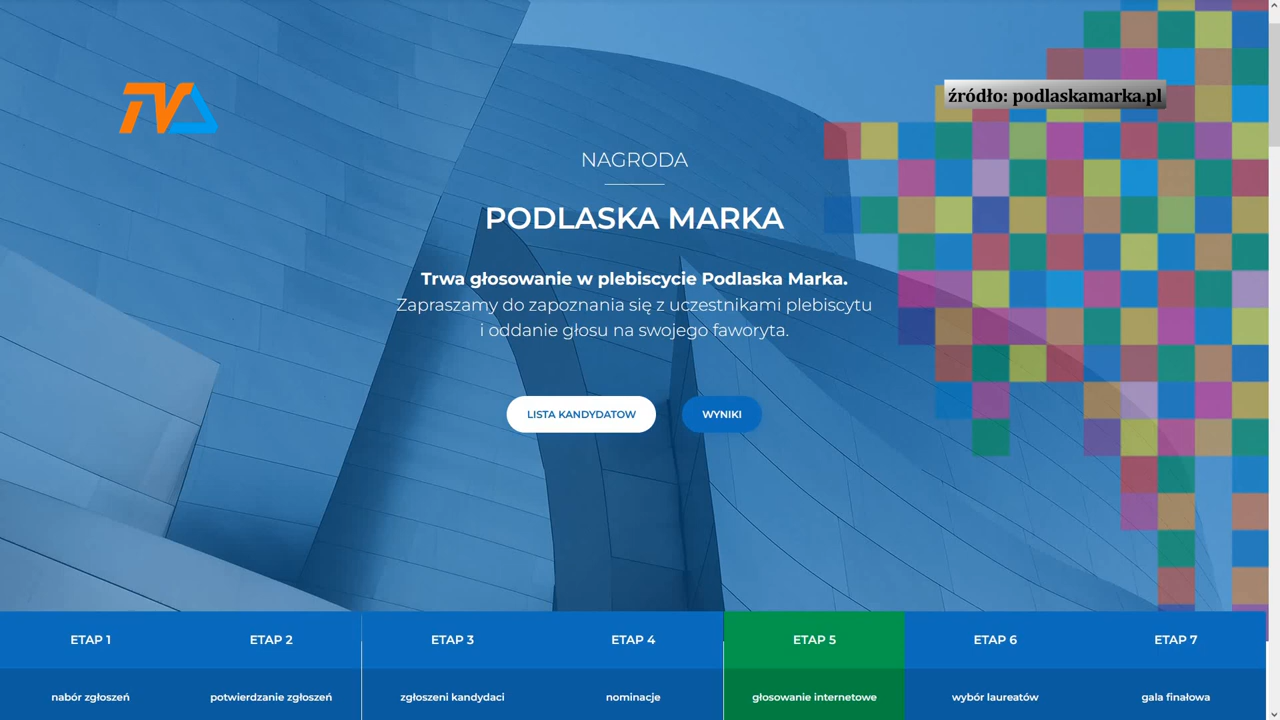 TVA
źródło: podlaskamarka.pl
NAGRODA
PODLASKA MARKA
Trwa głosowanie w plebiscycie Podlaska Marka.
Zapraszamy do zapoznania się z uczestnikami plebiscytu
i oddanie głosu na swojego faworyta.
LISTA KANDYDATOW
WYNIKI
ETAP 1
ETAP 2
ETAP 3
ETAP 4
ETAP 5
ETAP 6
ETAP 7
nabór zgłoszeń
potwierdzanie zgłoszeń
zgłoszeni kandydaci
nominacje
głosowanie internetowe
wybór laureatów
gala finałowa